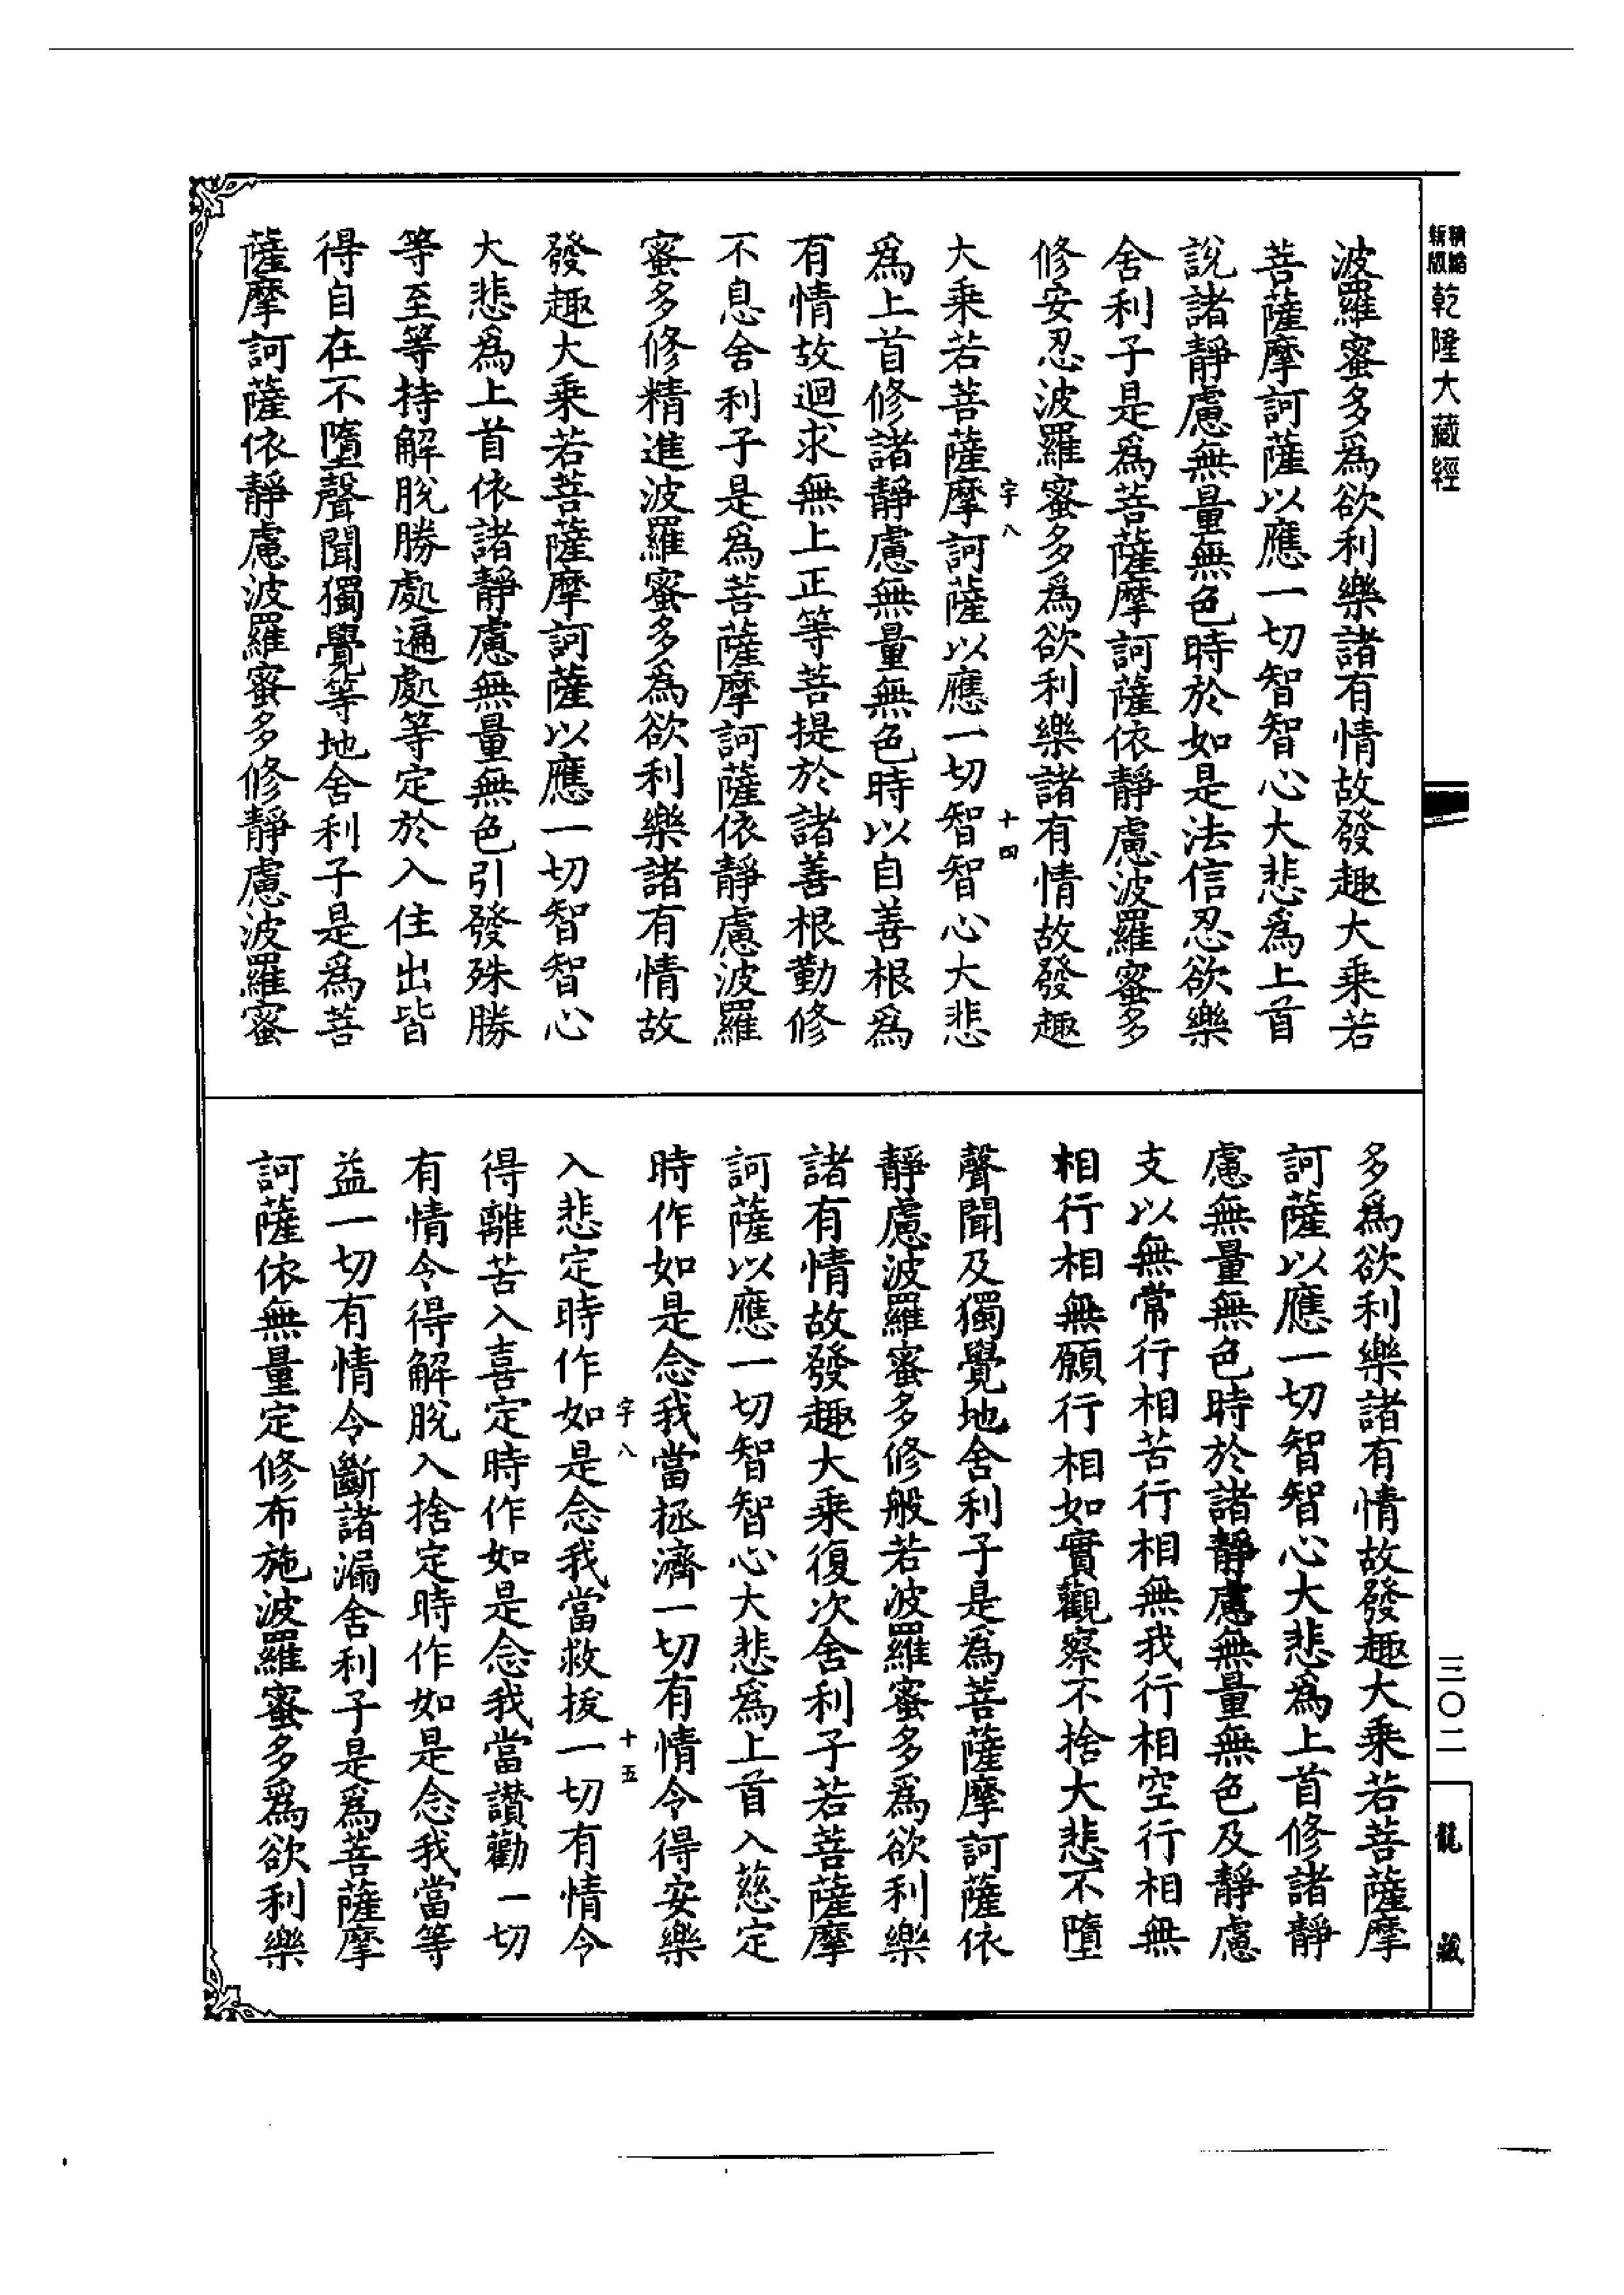 精繕
新版
乾隆大藏經
波羅蜜多爲欲利樂諸有情故發趣大乘若
菩薩摩訶薩以應一切智智心大悲爲上首
說諸靜慮無量無色時於如是法信忍欲樂
舍利子是爲菩薩摩訶薩依靜慮波羅蜜多
修安忍波羅蜜多爲欲利樂諸有情故發趣
字八 十四
大乘若菩薩摩訶薩以應一切智智心大悲
爲上首修諸靜慮無量無色時以自善根爲
有情故迴求無上正等菩提於諸善根勤修
不息舍利子是爲菩薩摩訶薩依靜慮波羅
蜜多修精進波羅蜜多爲欲利樂諸有情故
發趣大乘若菩薩摩訶薩以應一切智智心
大悲爲上首依諸靜慮無量無色引發殊勝
等至等持解脫勝處遍處等定於入住出皆
得自在不墮聲聞獨覺等地舍利子是爲菩
薩摩訶薩依靜慮波羅蜜多修靜慮波羅蜜
多爲欲利樂諸有情故發趣大乘若菩薩摩
訶薩以應一切智智心大悲爲上首修諸靜
慮無量無色時於諸靜慮無量無色及靜慮
支以無常行相苦行相無我行相空行相無
相行相無願行相如實觀察不捨大悲不墮
聲聞及獨覺地舍利子是爲菩薩摩訶薩依
靜慮波羅蜜多修般若波羅蜜多爲欲利樂
諸有情故發趣大乘復次舍利子若菩薩摩
訶薩以應一切智智心大悲爲上首入慈定
時作如是念我當拯濟一切有情令得安樂
字八 十五
入悲定時作如是念我當救拔一切有情令
得離苦入喜定時作如是念我當讚勸一切
有情令得解脫入捨定時作如是念我當等
益一切有情令斷諸漏舍利子是爲菩薩摩
訶薩依無量定修布施波羅蜜多爲欲利樂
三〇二
龍藏